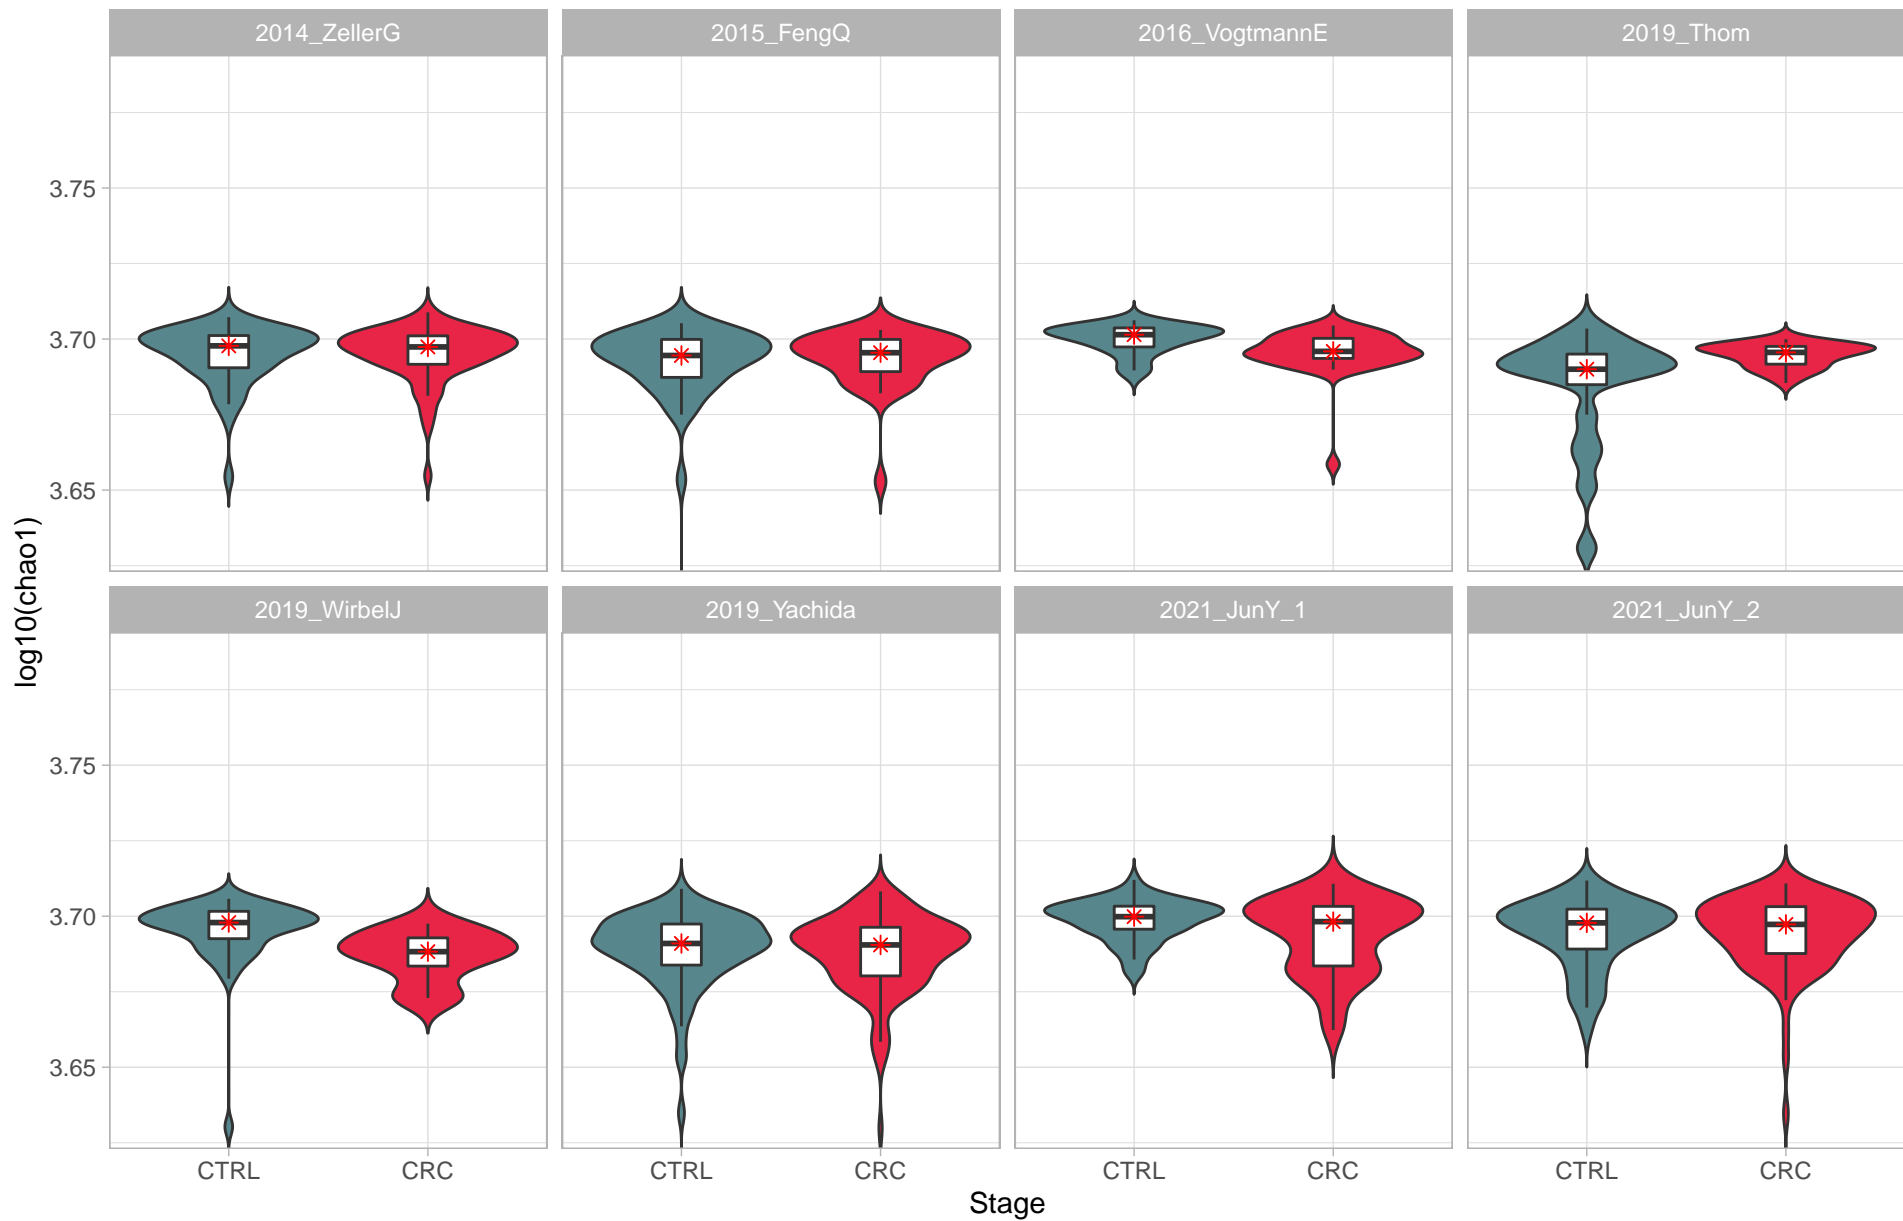 2014_ZellerG 2015_FengQ 2016_VogtmannE 2019_Thom
3.75
3.70
3.65
log10(chao1)
2019_WirbelJ 2019_Yachida 2021_JunY_1 2021_JunY_2
3.75
3.70
3.65
CTRL CRC CTRL CRC CTRL CRC CTRL CRC
Stage